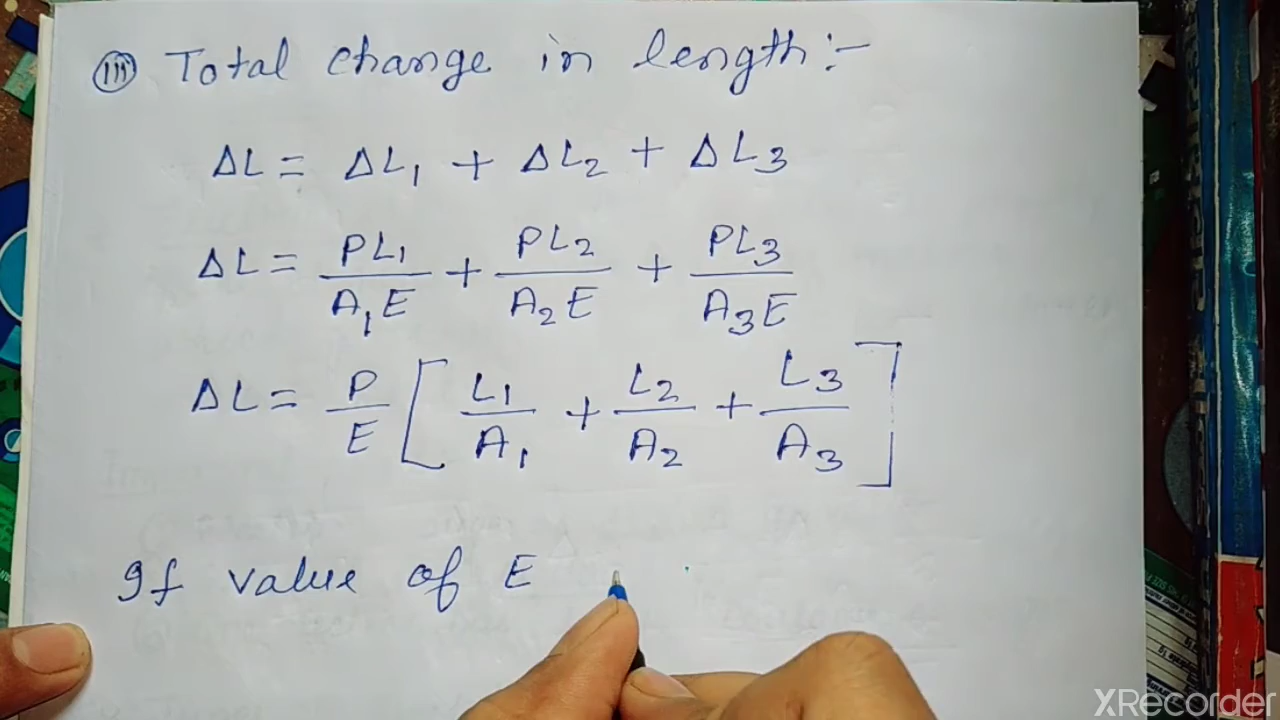 (iii) Total change in length:-
ΔL = ΔL₁ + ΔL₂ + ΔL₃
ΔL = PL₁/A₁E + PL₂/A₂E + PL₃/A₃E
ΔL = P/E [ L₁/A₁ + L₂/A₂ + L₃/A₃ ]
If value of E
XRecorder